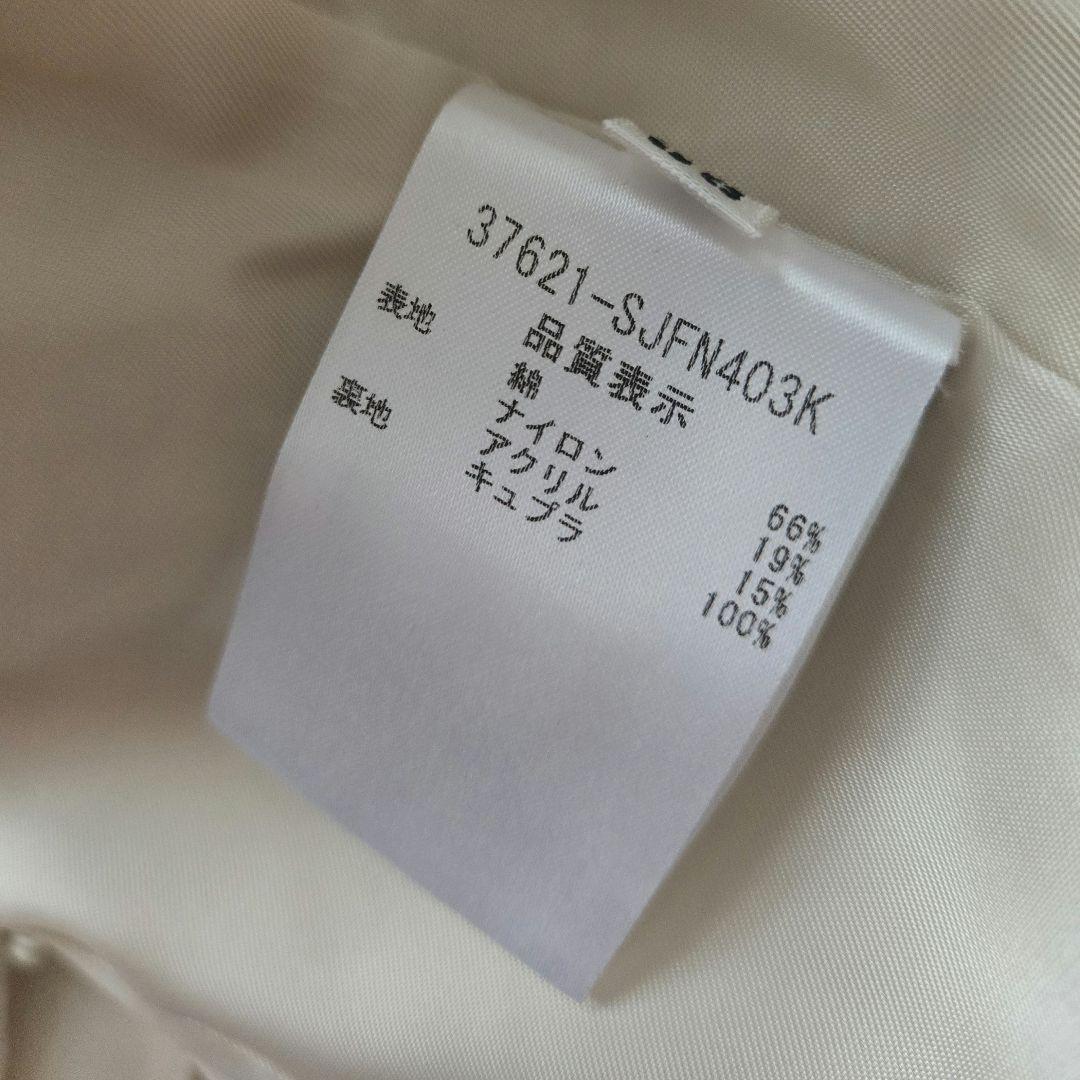 37621-SJFN403K
品質表示
表地 綿 66%
ナイロン 19%
アクリル 15%
裏地 キュプラ 100%